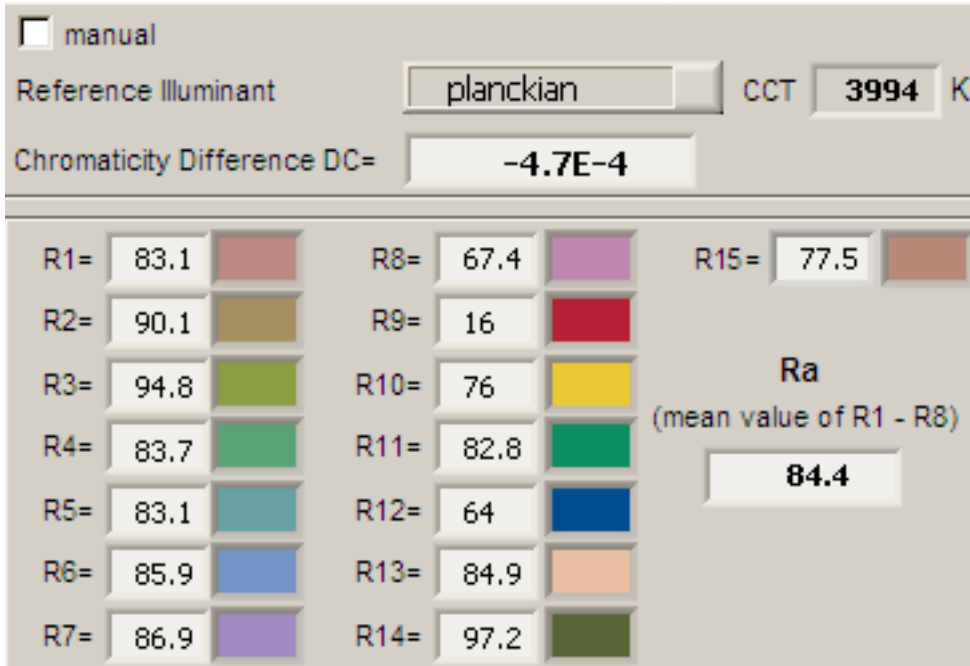 manual
Reference Illuminant planckian CCT 3994 K
Chromaticity Difference DC= -4.7E-4
R1= 83.1 R8= 67.4 R15= 77.5
R2= 90.1 R9= 16
R3= 94.8 R10= 76 Ra
(mean value of R1 - R8)
R4= 83.7 R11= 82.8
84.4
R5= 83.1 R12= 64
R6= 85.9 R13= 84.9
R7= 86.9 R14= 97.2